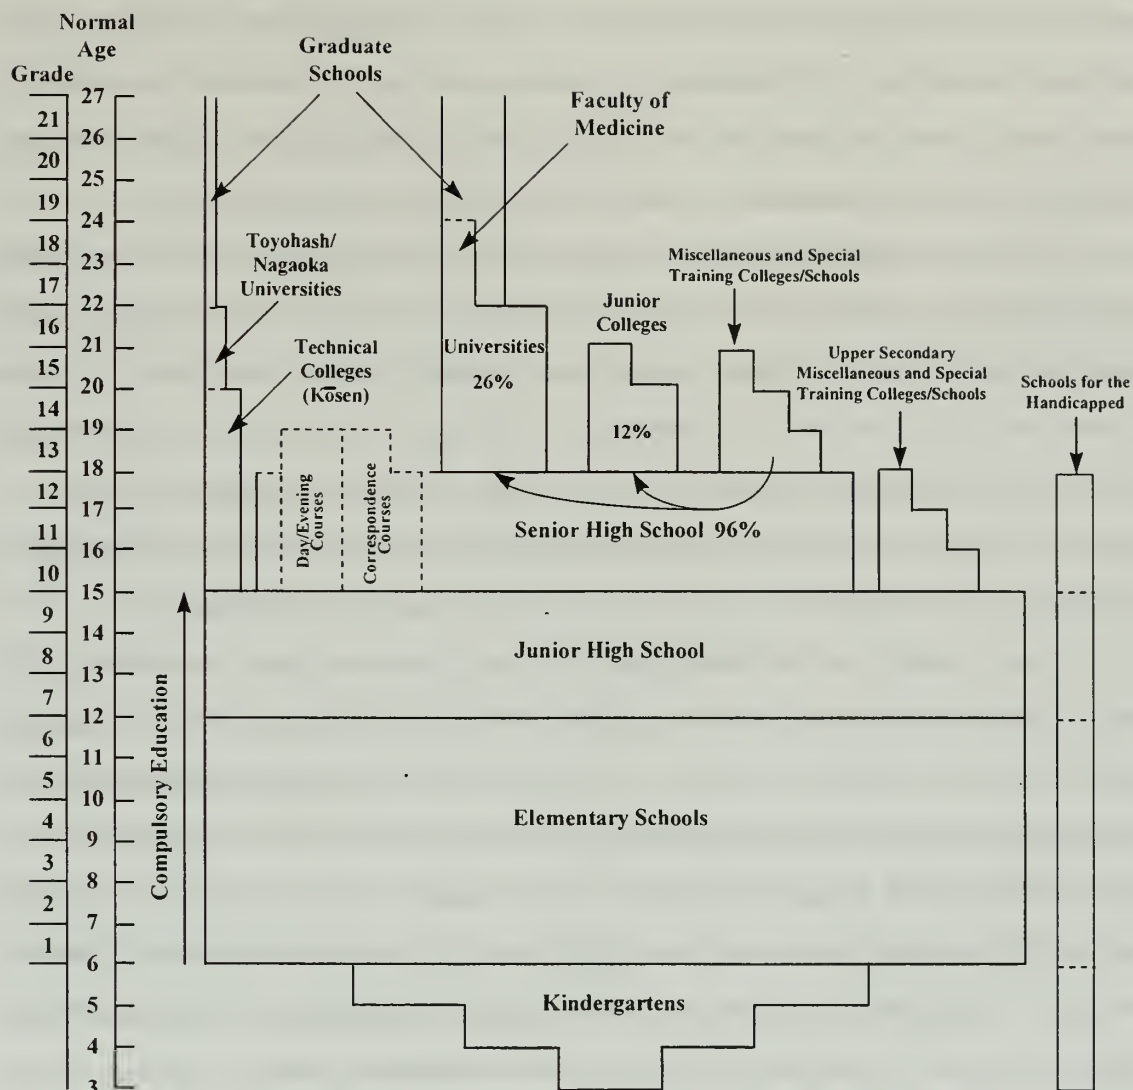 Normal
Age
Grade
27
21
26
20
25
19
24
18
23
17
22
16
21
15
20
14
19
13
18
12
17
11
16
10
15
9
14
8
13
7
12
6
11
5
10
4
9
3
8
2
7
1
6
5
4
3
Graduate
Schools
Faculty of
Medicine
Toyohash/
Nagaoka
Universities
Technical
Colleges
(Kōsen)
Universities
26%
Junior
Colleges
12%
Miscellaneous and Special
Training Colleges/Schools
Upper Secondary
Miscellaneous and Special
Training Colleges/Schools
Schools for the
Handicapped
Day/Evening
Courses
Correspondence
Courses
Senior High School 96%
Compulsory Education
Junior High School
Elementary Schools
Kindergartens